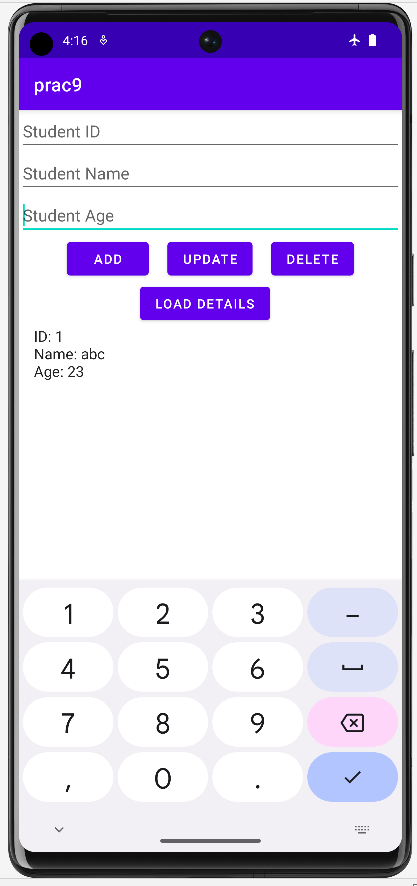 4:16
prac9
Student ID
Student Name
Student Age
ADD UPDATE DELETE
LOAD DETAILS
ID: 1
Name: abc
Age: 23
1 2 3 –
4 5 6
7 8 9
, 0 .